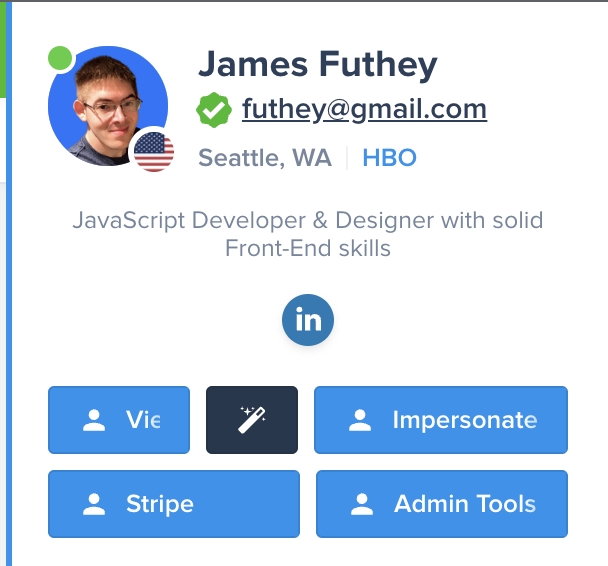 James Futhey
futhey@gmail.com
Seattle, WA HBO
JavaScript Developer & Designer with solid
Front-End skills
in
Vie Impersonate
Stripe Admin Tools